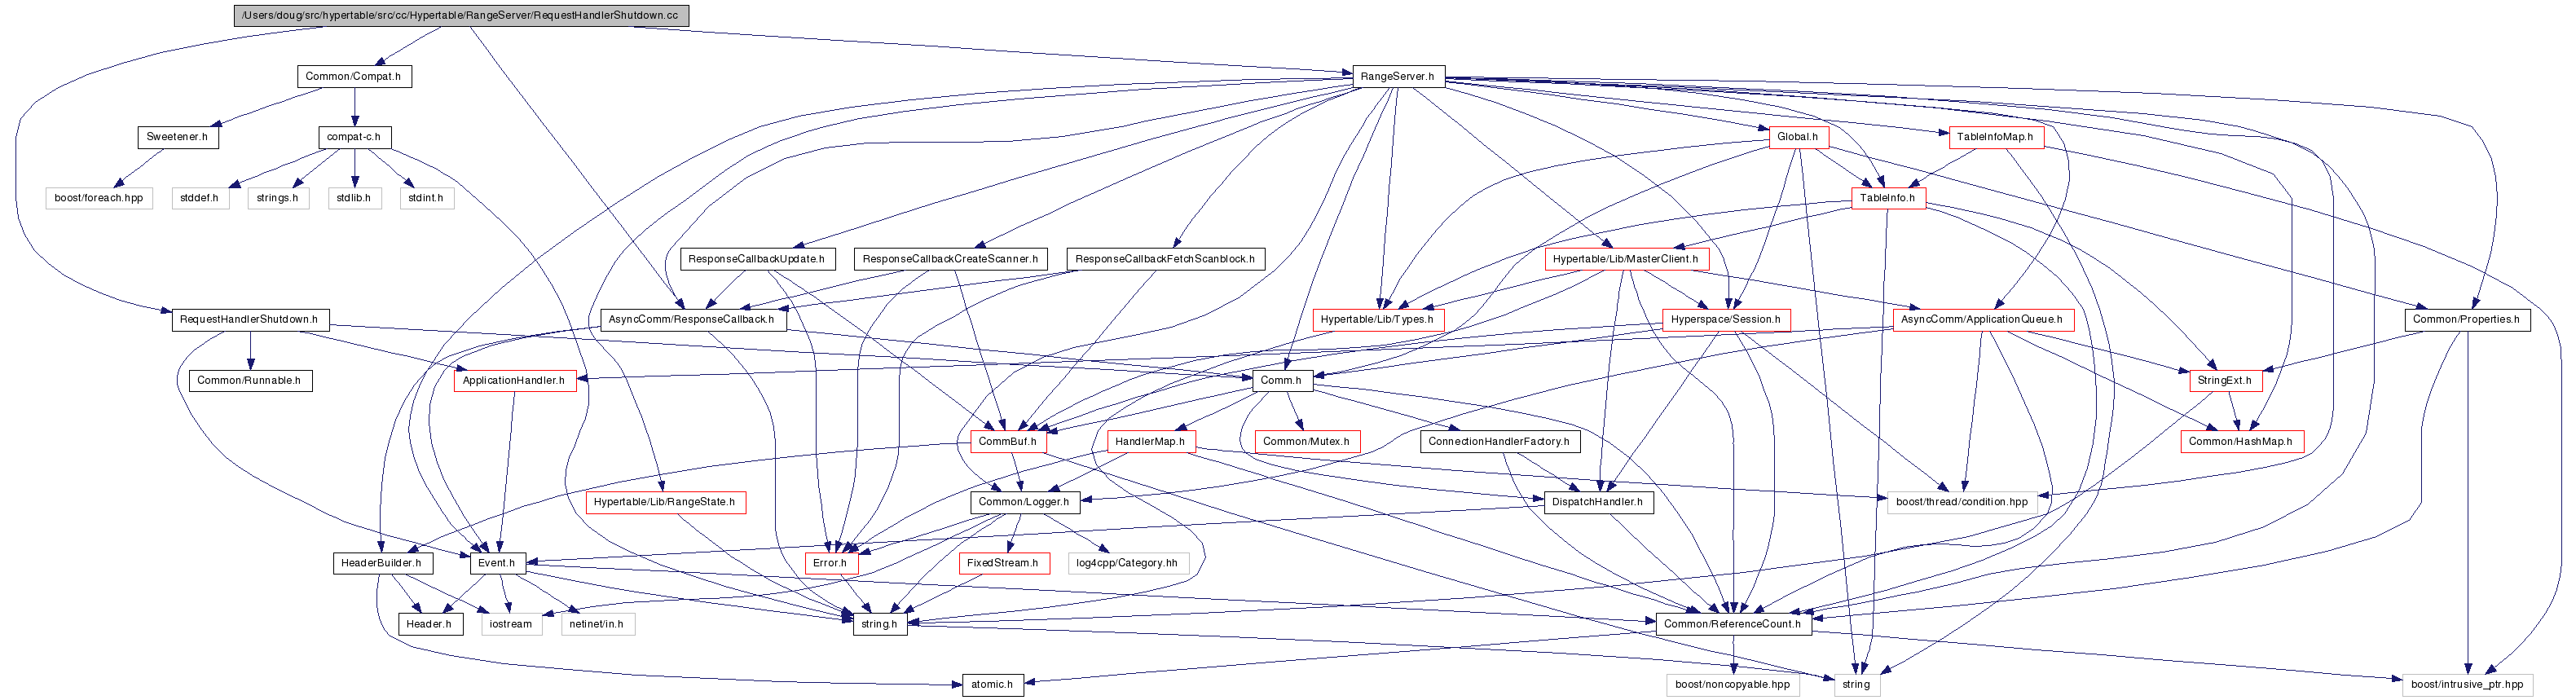 /Users/doug/src/hypertable/src/cc/Hypertable/RangeServer/RequestHandlerShutdown.cc
Common/Compat.h
RangeServer.h
Sweetener.h
compat-c.h
Global.h
TableInfoMap.h
boost/foreach.hpp
stddef.h
strings.h
stdlib.h
stdint.h
TableInfo.h
ResponseCallbackUpdate.h
ResponseCallbackCreateScanner.h
ResponseCallbackFetchScanblock.h
Hypertable/Lib/MasterClient.h
RequestHandlerShutdown.h
AsyncComm/ResponseCallback.h
Hypertable/Lib/Types.h
Hyperspace/Session.h
AsyncComm/ApplicationQueue.h
Common/Properties.h
Common/Runnable.h
ApplicationHandler.h
Comm.h
StringExt.h
CommBuf.h
HandlerMap.h
Common/Mutex.h
ConnectionHandlerFactory.h
Common/HashMap.h
Hypertable/Lib/RangeState.h
Common/Logger.h
DispatchHandler.h
boost/thread/condition.hpp
HeaderBuilder.h
Event.h
Error.h
FixedStream.h
log4cpp/Category.hh
Header.h
iostream
netinet/in.h
string.h
Common/ReferenceCount.h
atomic.h
boost/noncopyable.hpp
string
boost/intrusive_ptr.hpp